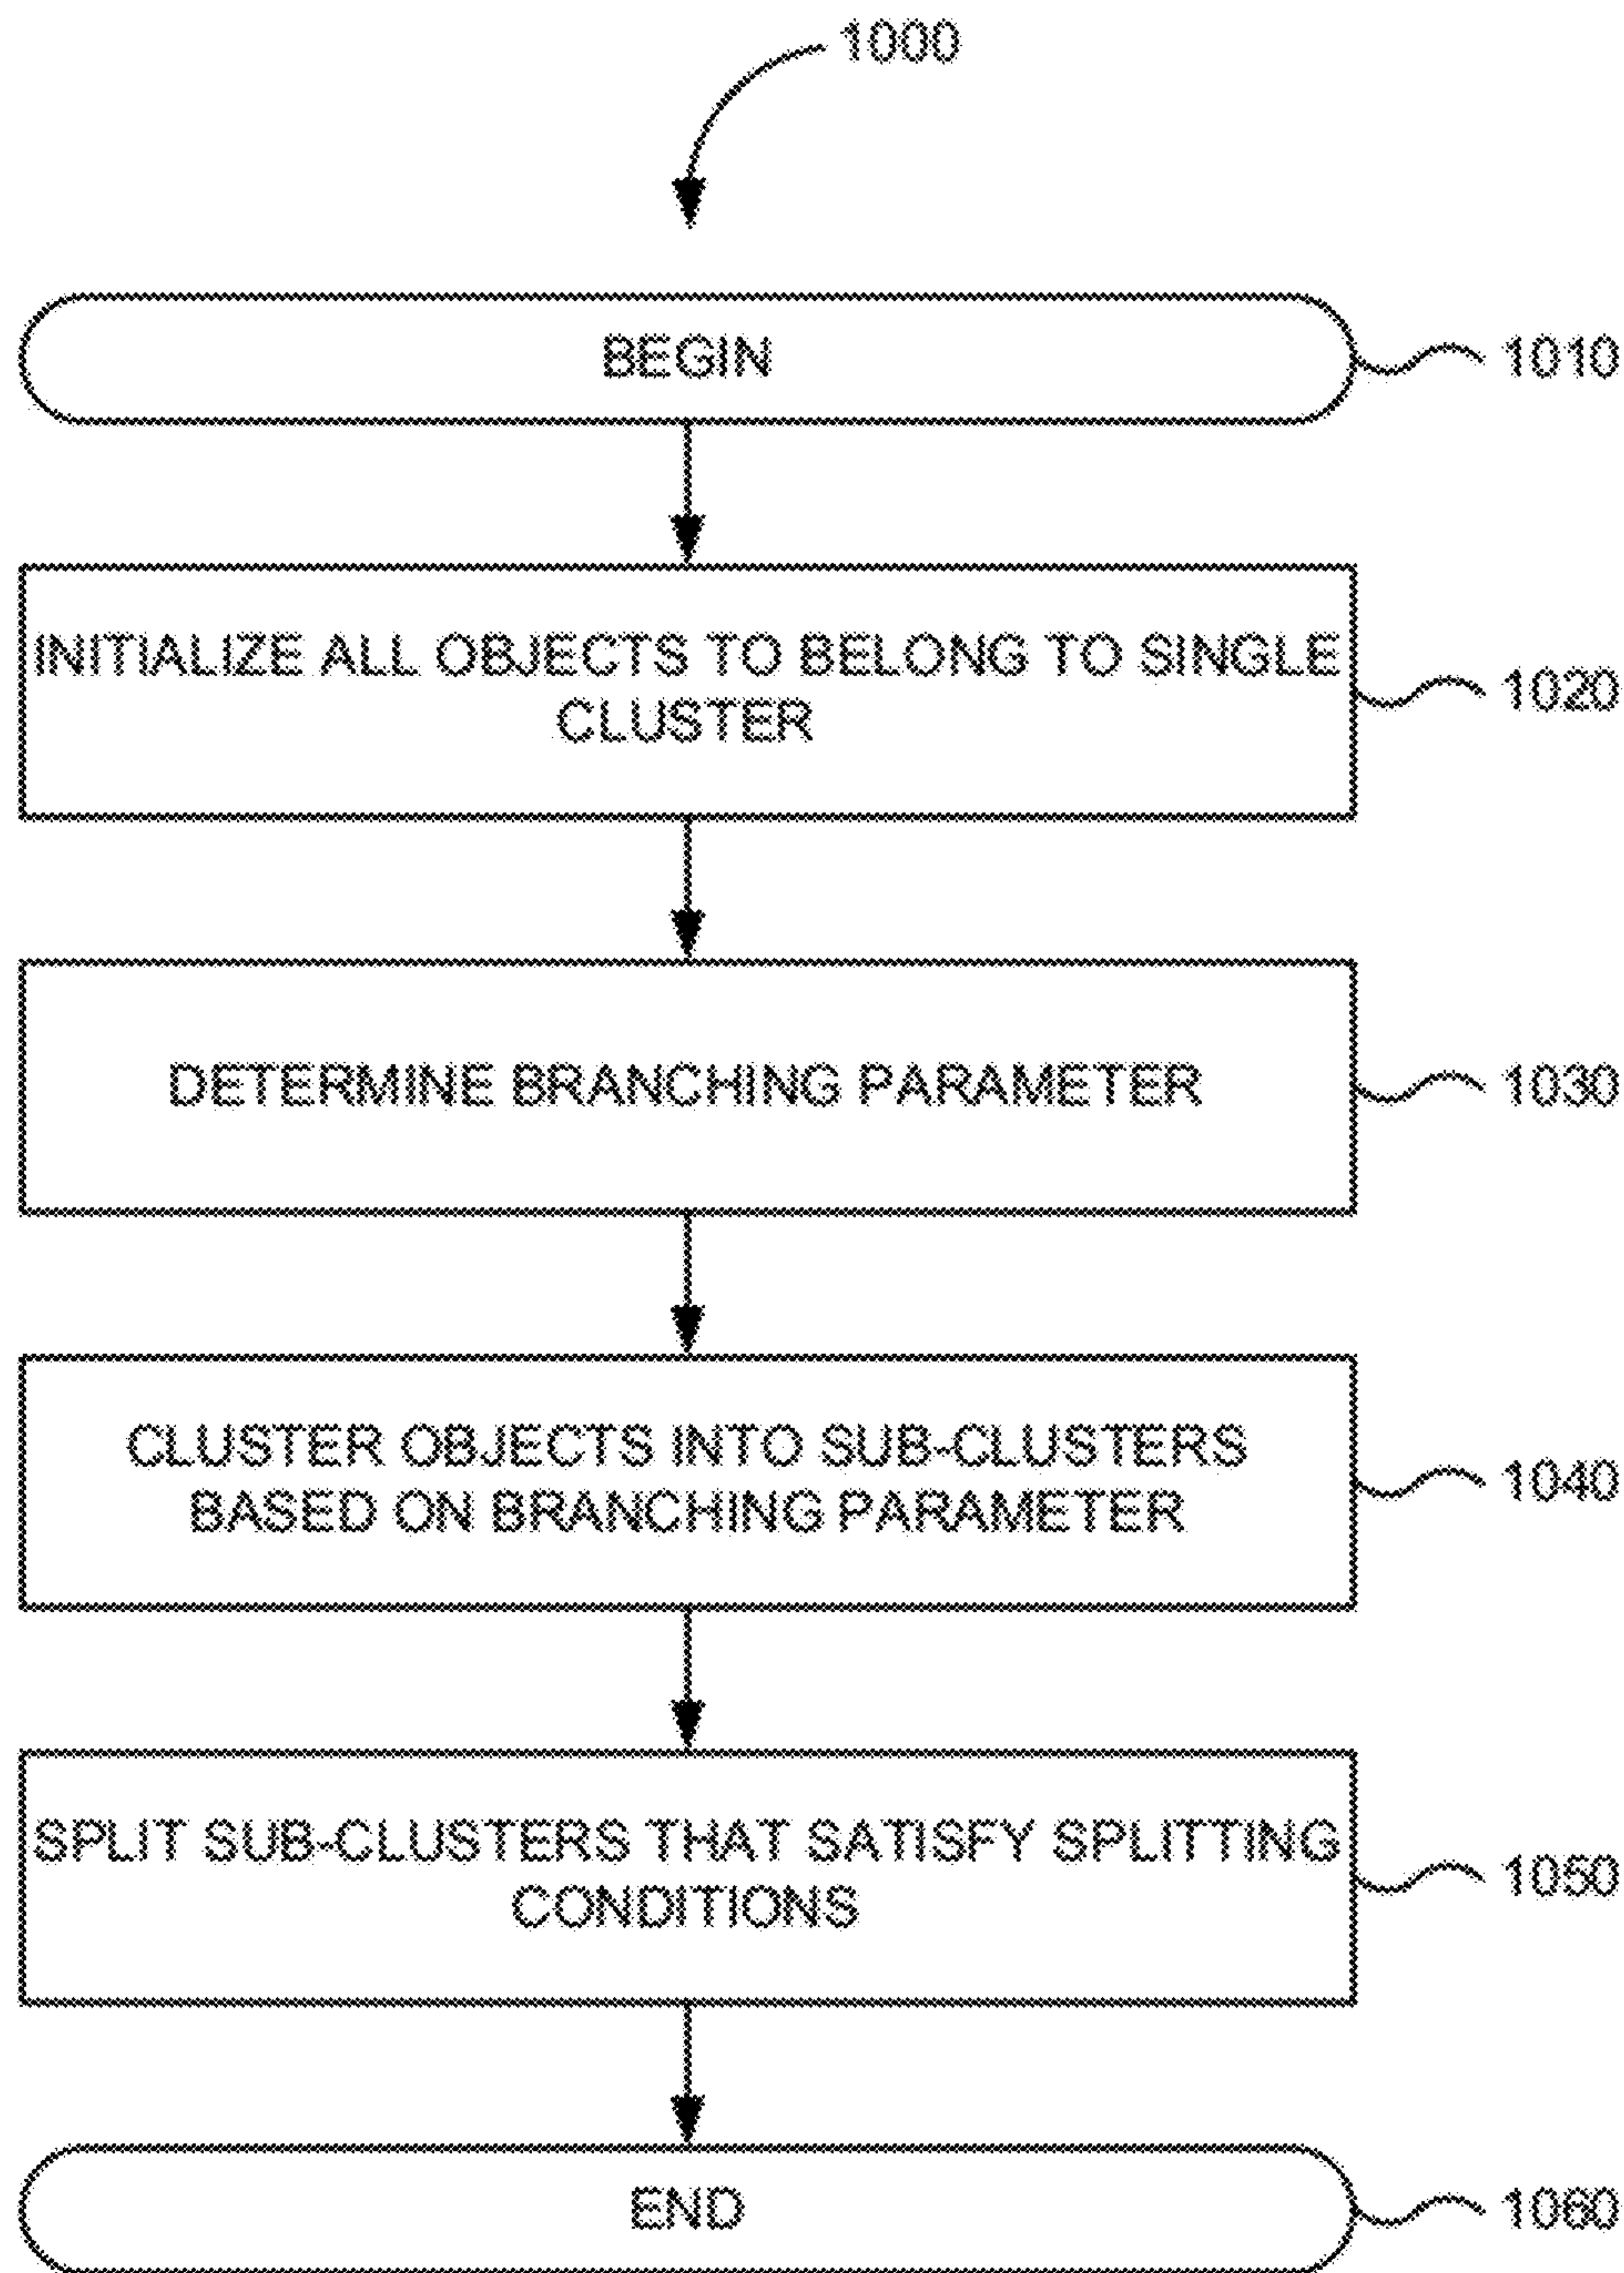 1000
BEGIN
1010
INITIALIZE ALL OBJECTS TO BELONG TO SINGLE
CLUSTER
1020
DETERMINE BRANCHING PARAMETER
1030
CLUSTER OBJECTS INTO SUB-CLUSTERS
BASED ON BRANCHING PARAMETER
1040
SPLIT SUB-CLUSTERS THAT SATISFY SPLITTING
CONDITIONS
1050
END
1060